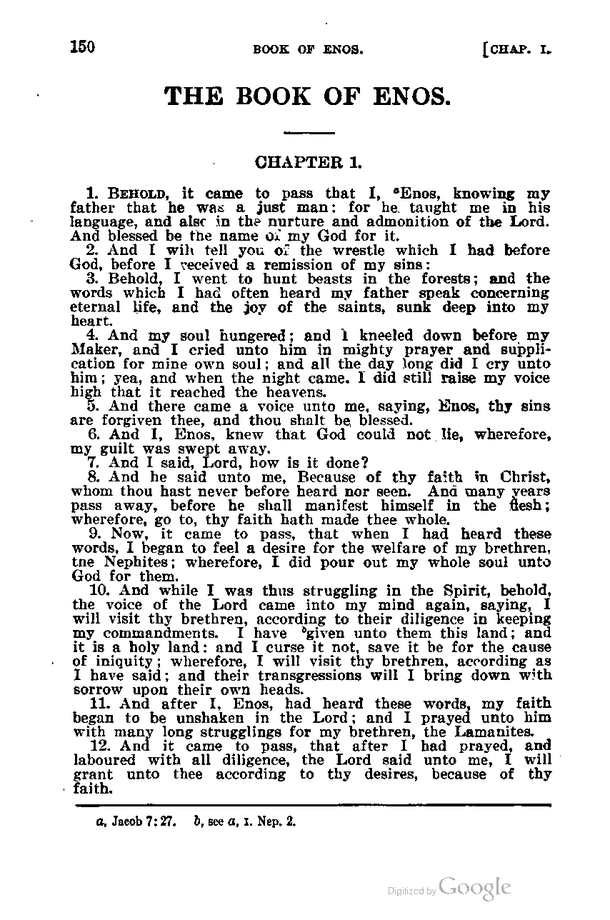 150 BOOK OF ENOS. [CHAP. I.
THE BOOK OF ENOS.
CHAPTER 1.
1. BEHOLD, it came to pass that I, ᵃEnos, knowing my
father that he was a just man: for he taught me in his
language, and also in the nurture and admonition of the Lord.
And blessed be the name of my God for it.
2. And I will tell you of the wrestle which I had before
God, before I received a remission of my sins:
3. Behold, I went to hunt beasts in the forests; and the
words which I had often heard my father speak concerning
eternal life, and the joy of the saints, sunk deep into my
heart.
4. And my soul hungered; and I kneeled down before my
Maker, and I cried unto him in mighty prayer and suppli-
cation for mine own soul; and all the day long did I cry unto
him; yea, and when the night came. I did still raise my voice
high that it reached the heavens.
5. And there came a voice unto me, saying, Enos, thy sins
are forgiven thee, and thou shalt be blessed.
6. And I, Enos, knew that God could not lie, wherefore,
my guilt was swept away.
7. And I said, Lord, how is it done?
8. And he said unto me, Because of thy faith in Christ,
whom thou hast never before heard nor seen. And many years
pass away, before he shall manifest himself in the flesh;
wherefore, go to, thy faith hath made thee whole.
9. Now, it came to pass, that when I had heard these
words, I began to feel a desire for the welfare of my brethren,
tne Nephites; wherefore, I did pour out my whole soul unto
God for them.
10. And while I was thus struggling in the Spirit, behold,
the voice of the Lord came into my mind again, saying, I
will visit thy brethren, according to their diligence in keeping
my commandments. I have ᵇgiven unto them this land; and
it is a holy land: and I curse it not, save it be for the cause
of iniquity; wherefore, I will visit thy brethren, according as
I have said; and their transgressions will I bring down with
sorrow upon their own heads.
11. And after I, Enos, had heard these words, my faith
began to be unshaken in the Lord; and I prayed unto him
with many long strugglings for my brethren, the Lamanites.
12. And it came to pass, that after I had prayed, and
laboured with all diligence, the Lord said unto me, I will
grant unto thee according to thy desires, because of thy
faith.
a, Jacob 7:27. b, see a, I. Nep. 2.
Digitized by Google